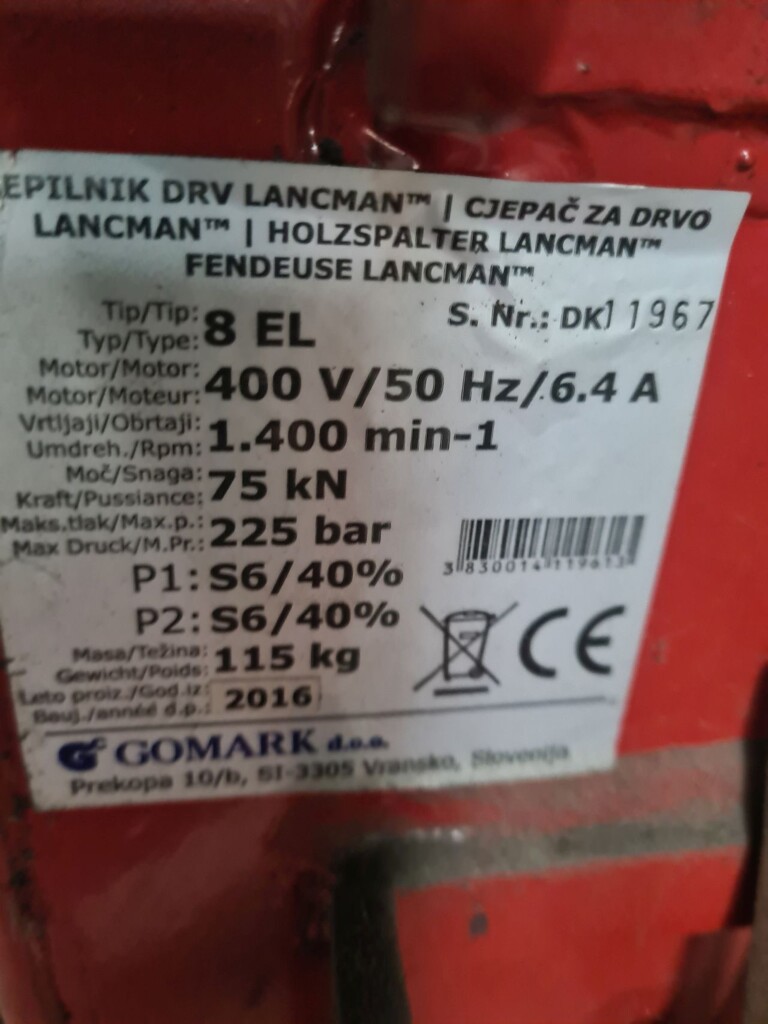 EPILNIK DRV LANCMAN™ | CJEPAČ ZA DRVO
LANCMAN™ | HOLZSPALTER LANCMAN™
FENDEUSE LANCMAN™
Tip/Tip:
Typ/Type: 8 EL S. Nr.: DK11967
Motor/Motor:
Motor/Moteur: 400 V/50 Hz/6.4 A
Vrtljaji/Obrtaji:
Umdreh./Rpm: 1.400 min-1
Moč/Snaga:
Kraft/Pussiance: 75 kN
Maks.tlak/Max.p.:
Max Druck/M.Pr.: 225 bar
P1: S6/40%
3830014119613
P2: S6/40%
CE
Masa/Težina:
Gewicht/Poids: 115 kg
Leto proiz./God.iz:
Bauj./année d.p.: 2016
GOMARK d.o.o.
Prekopa 10/b, SI-3305 Vransko, Slovenija